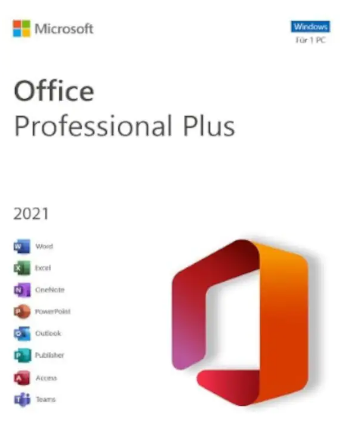 Microsoft
Windows
Für 1 PC
Office
Professional Plus
2021
Word
Excel
OneNote
PowerPoint
Outlook
Publisher
Access
Teams